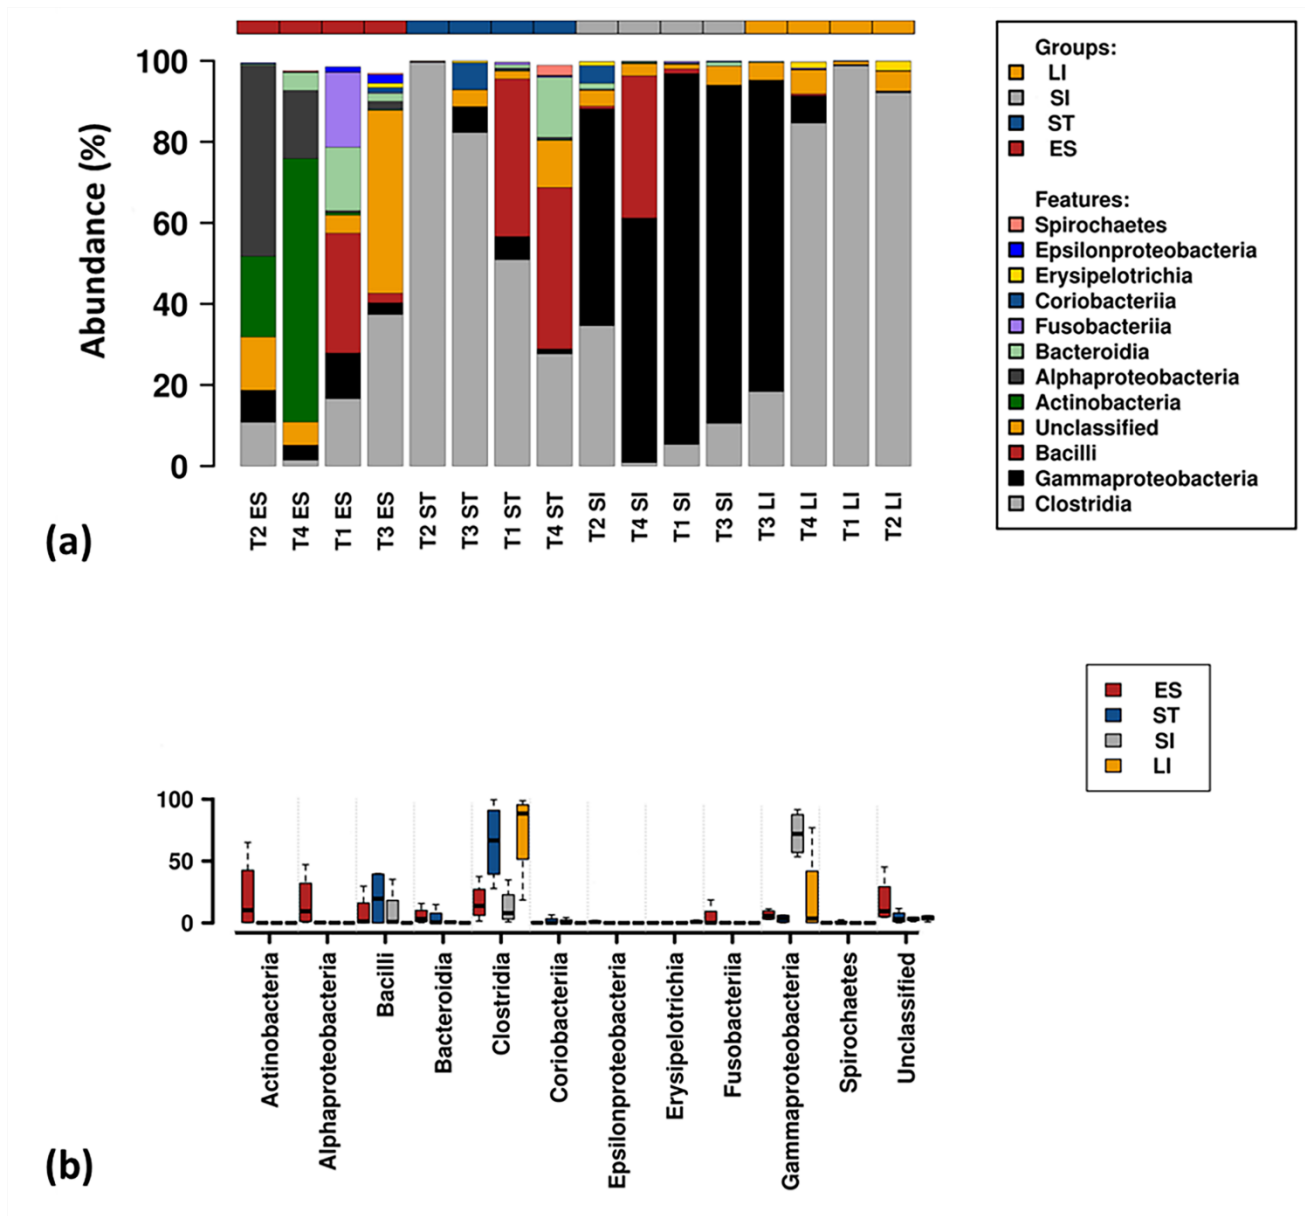 Abundance (%)
100
80
60
40
20
0
T2 ES
T4 ES
T1 ES
T3 ES
T2 ST
T3 ST
T1 ST
T4 ST
T2 SI
T4 SI
T1 SI
T3 SI
T3 LI
T4 LI
T1 LI
T2 LI
(a)
Groups:
LI
SI
ST
ES
Features:
Spirochaetes
Epsilonproteobacteria
Erysipelotrichia
Coriobacteriia
Fusobacteriia
Bacteroidia
Alphaproteobacteria
Actinobacteria
Unclassified
Bacilli
Gammaproteobacteria
Clostridia
ES
ST
SI
LI
100
50
0
Actinobacteria
Alphaproteobacteria
Bacilli
Bacteroidia
Clostridia
Coriobacteriia
Epsilonproteobacteria
Erysipelotrichia
Fusobacteriia
Gammaproteobacteria
Spirochaetes
Unclassified
(b)